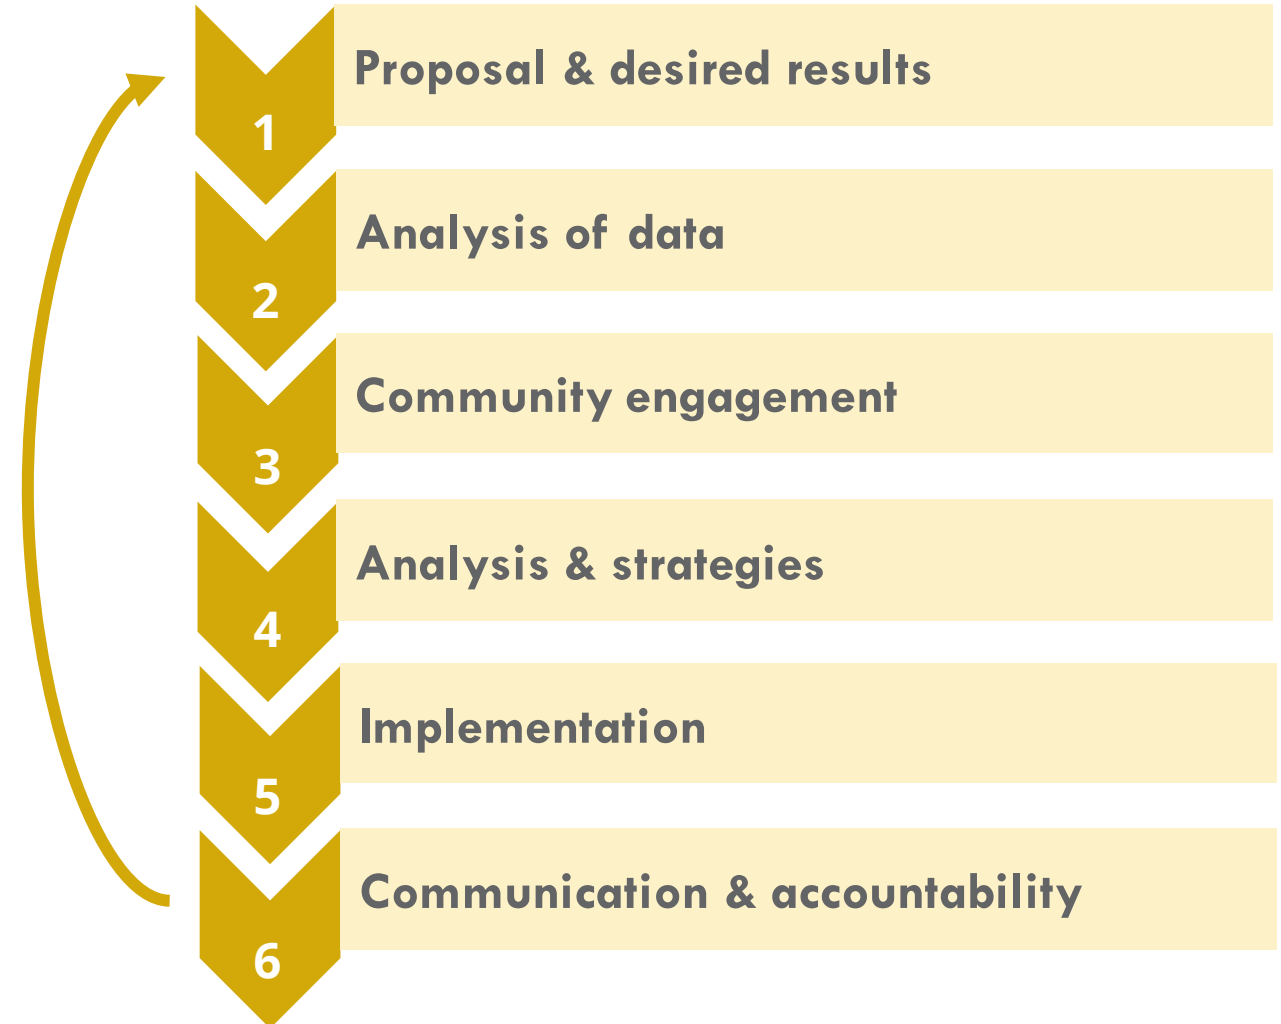 1
Proposal & desired results
2
Analysis of data
3
Community engagement
4
Analysis & strategies
5
Implementation
6
Communication & accountability